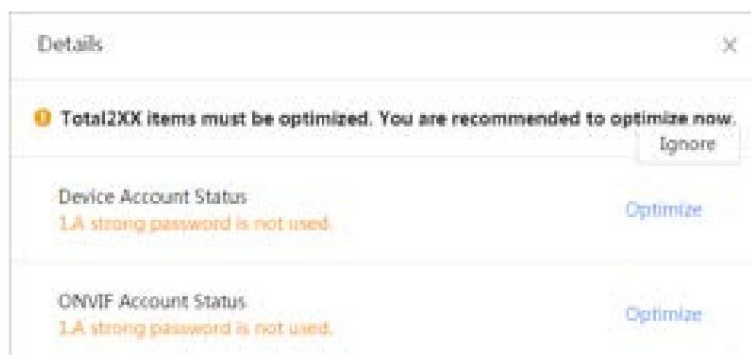 Details
Total2XX items must be optimized. You are recommended to optimize now.
Ignore
Device Account Status
1.A strong password is not used.
Optimize
ONVIF Account Status
1.A strong password is not used.
Optimize